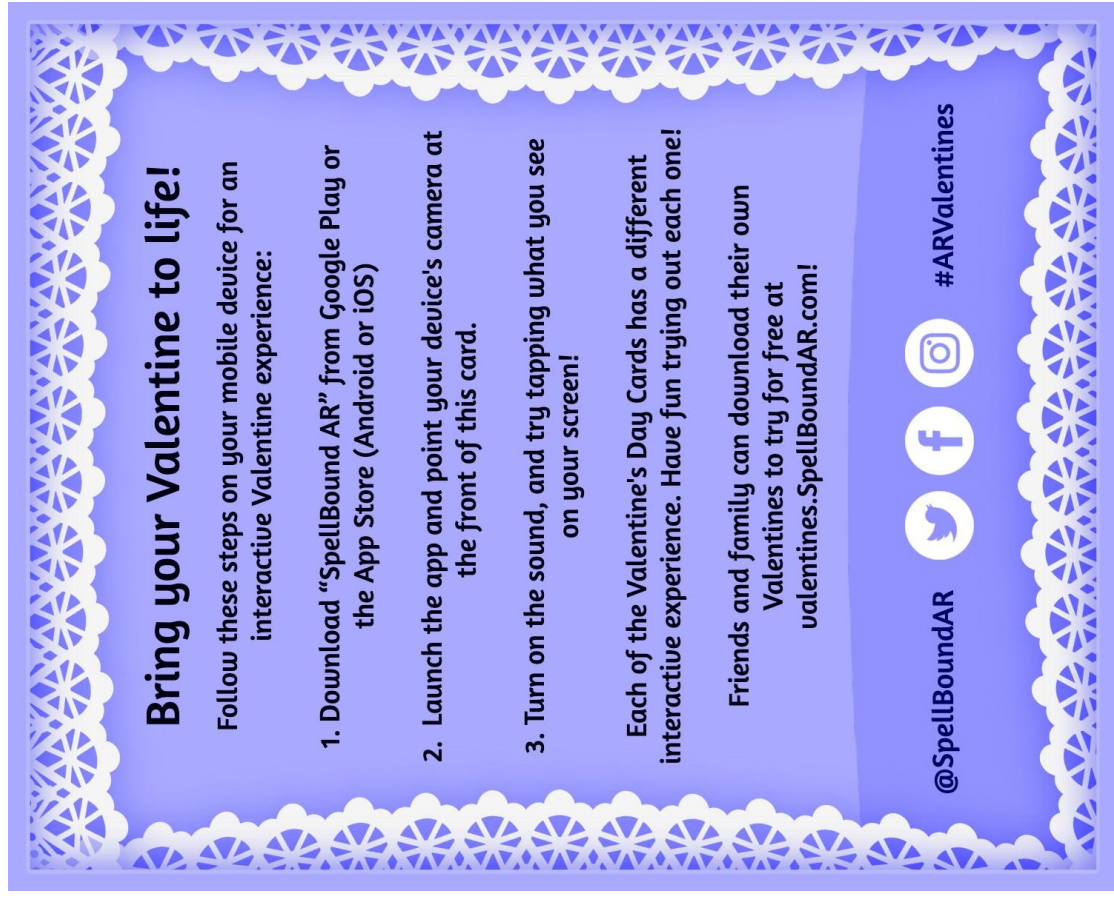 Bring your Valentine to life!
Follow these steps on your mobile device for an
interactive Valentine experience:
1. Download “SpellBound AR” from Google Play or
the App Store (Android or iOS)
2. Launch the app and point your device's camera at
the front of this card.
3. Turn on the sound, and try tapping what you see
on your screen!
Each of the Valentine's Day Cards has a different
interactive experience. Have fun trying out each one!
Friends and family can download their own
Valentines to try for free at
valentines.SpellBoundAR.com!
@SpellBoundAR #ARValentines